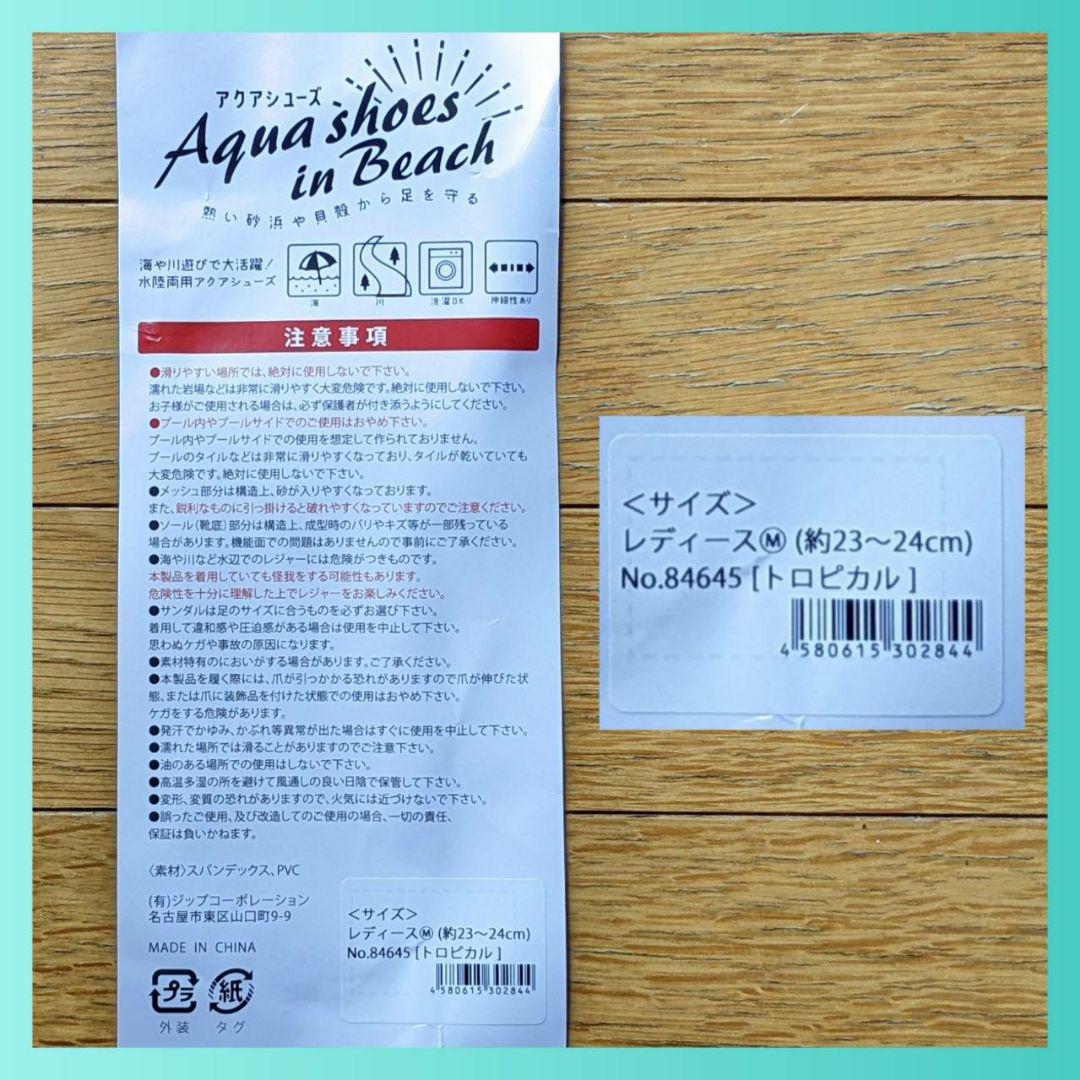 アクアシューズ
Aqua shoes
in Beach
熱い砂浜や貝殻から足を守る
海や川遊びで大活躍!
水陸両用アクアシューズ
海
川
洗濯OK
伸縮性あり
注意事項
●滑りやすい場所では、絶対に使用しないで下さい。
濡れた岩場などは非常に滑りやすく大変危険です。絶対に使用しないで下さい。
お子様がご使用される場合は、必ず保護者が付き添うようにしてください。
●プール内やプールサイドでのご使用はおやめ下さい。
プール内やプールサイドでの使用を想定して作られておりません。
プールのタイルなどは非常に滑りやすくなっており、タイルが乾いていても
大変危険です。絶対に使用しないで下さい。
●メッシュ部分は構造上、砂が入りやすくなっております。
また、鋭利なものに引っ掛けると破れやすくなっていますのでご注意ください。
●ソール(靴底)部分は構造上、成型時のバリやキズ等が一部残っている
場合があります。機能面での問題はありませんので事前にご了承ください。
●海や川など水辺でのレジャーには危険がつきものです。
本製品を着用していても怪我をする可能性もあります。
危険性を十分に理解した上でレジャーをお楽しみください。
●サンダルは足のサイズに合うものを必ずお選び下さい。
着用して違和感や圧迫感がある場合は使用を中止して下さい。
思わぬケガや事故の原因になります。
●素材特有のにおいがする場合があります。ご了承ください。
●本製品を履く際には、爪が引っかかる恐れがありますので爪が伸びた状
態、または爪に装飾品を付けた状態での使用はおやめ下さい。
ケガをする危険があります。
●発汗でかゆみ、かぶれ等異常が出た場合はすぐに使用を中止して下さい。
●濡れた場所では滑ることがありますのでご注意下さい。
●油のある場所での使用はしないで下さい。
●高温多湿の所を避けて風通しの良い日陰で保管して下さい。
●変形、変質の恐れがありますので、火気には近づけないで下さい。
●誤ったご使用、及び改造してのご使用の場合、一切の責任、
保証は負いかねます。
〈素材〉スパンデックス、PVC
(有)ジップコーポレーション
名古屋市東区山口町9-9
MADE IN CHINA
プラ
外装
紙
タグ
<サイズ>
レディースⓂ (約23〜24cm)
No.84645 [トロピカル ]
4 580615 302844
<サイズ>
レディースⓂ (約23〜24cm)
No.84645 [トロピカル ]
4 580615 302844